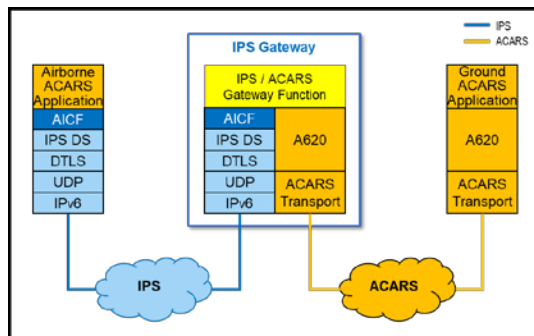 IPS Gateway
IPS
ACARS
Airborne
ACARS
Application
AICF
IPS DS
DTLS
UDP
IPv6
IPS / ACARS
Gateway Function
AICF
IPS DS
DTLS
UDP
IPv6
A620
ACARS
Transport
Ground
ACARS
Application
A620
ACARS
Transport
IPS
ACARS